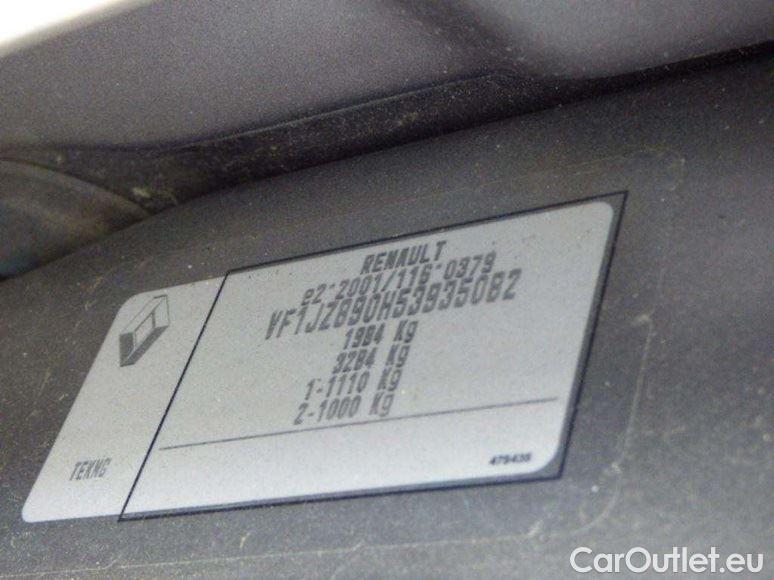 RENAULT
e2*2001/116*0379
VF1JZ890H53935082
1984 Kg
3284 Kg
1-1110 Kg
2-1000 Kg
TEKNG
475435
CarOutlet.eu